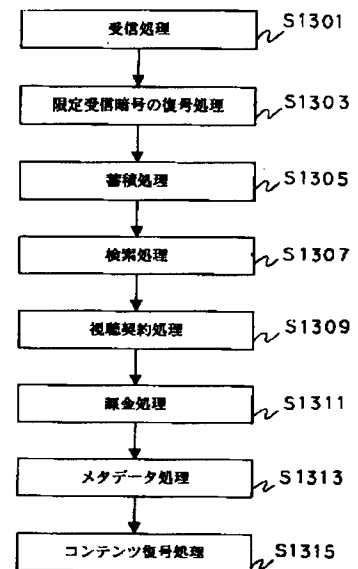 受信処理 S1301
限定受信暗号の復号処理 S1303
蓄積処理 S1305
検索処理 S1307
視聴契約処理 S1309
課金処理 S1311
メタデータ処理 S1313
コンテンツ復号処理 S1315